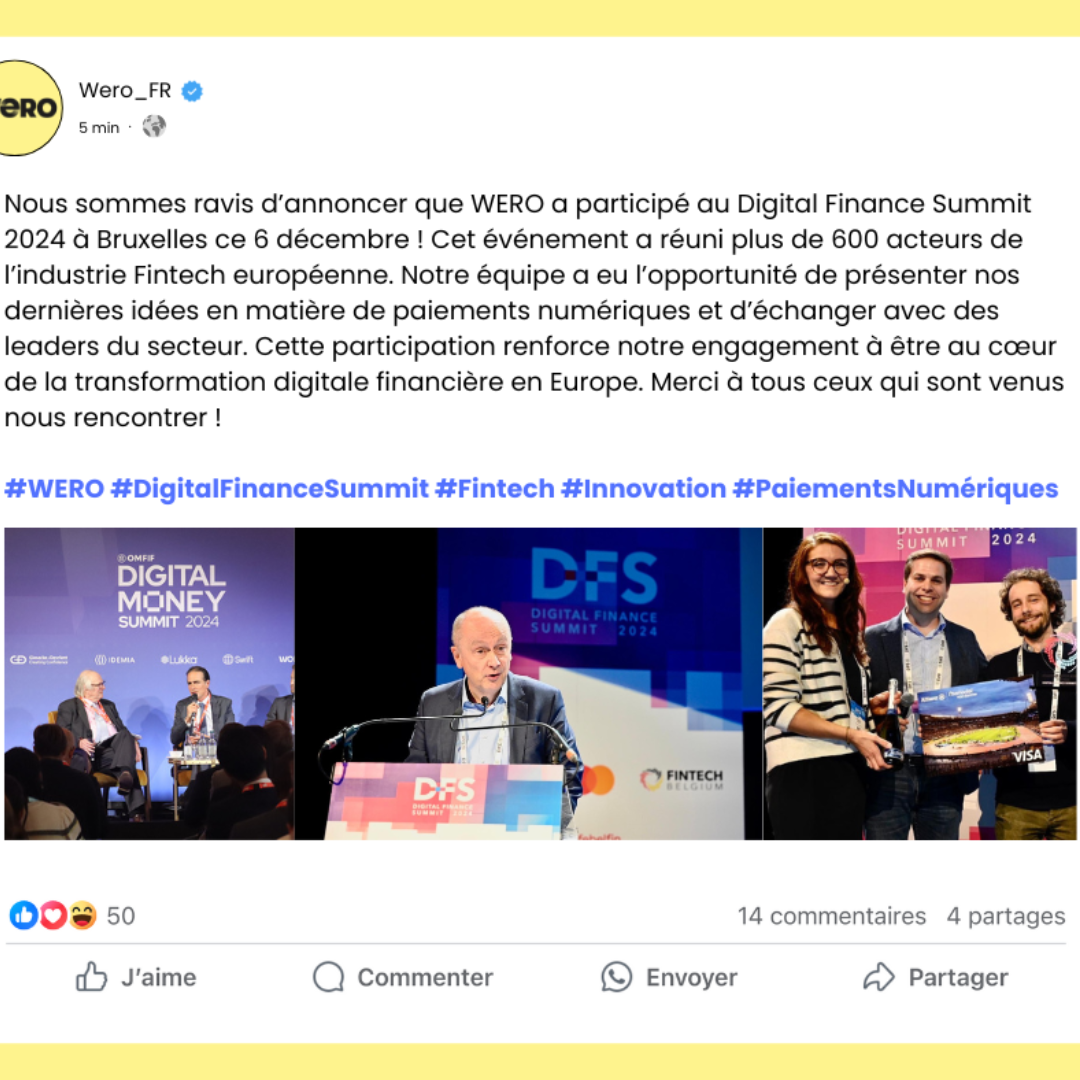 eRO
Wero_FR
5 min ·
Nous sommes ravis d’annoncer que WERO a participé au Digital Finance Summit
2024 à Bruxelles ce 6 décembre ! Cet événement a réuni plus de 600 acteurs de
l’industrie Fintech européenne. Notre équipe a eu l’opportunité de présenter nos
dernières idées en matière de paiements numériques et d’échanger avec des
leaders du secteur. Cette participation renforce notre engagement à être au cœur
de la transformation digitale financière en Europe. Merci à tous ceux qui sont venus
nous rencontrer !
#WERO #DigitalFinanceSummit #Fintech #Innovation #PaiementsNumériques
OMFIF
DIGITAL
MONEY
SUMMIT 2024
IDEMIA
Lukka
Swift
WO
DFS
DIGITAL FINANCE
SUMMIT 2024
FINTECH
BELGIUM
DFS
DIGITAL FINANCE
SUMMIT 2024
febelfin
DIGITAL FINANCE
SUMMIT 2024
VISA
50
14 commentaires 4 partages
J’aime
Commenter
Envoyer
Partager